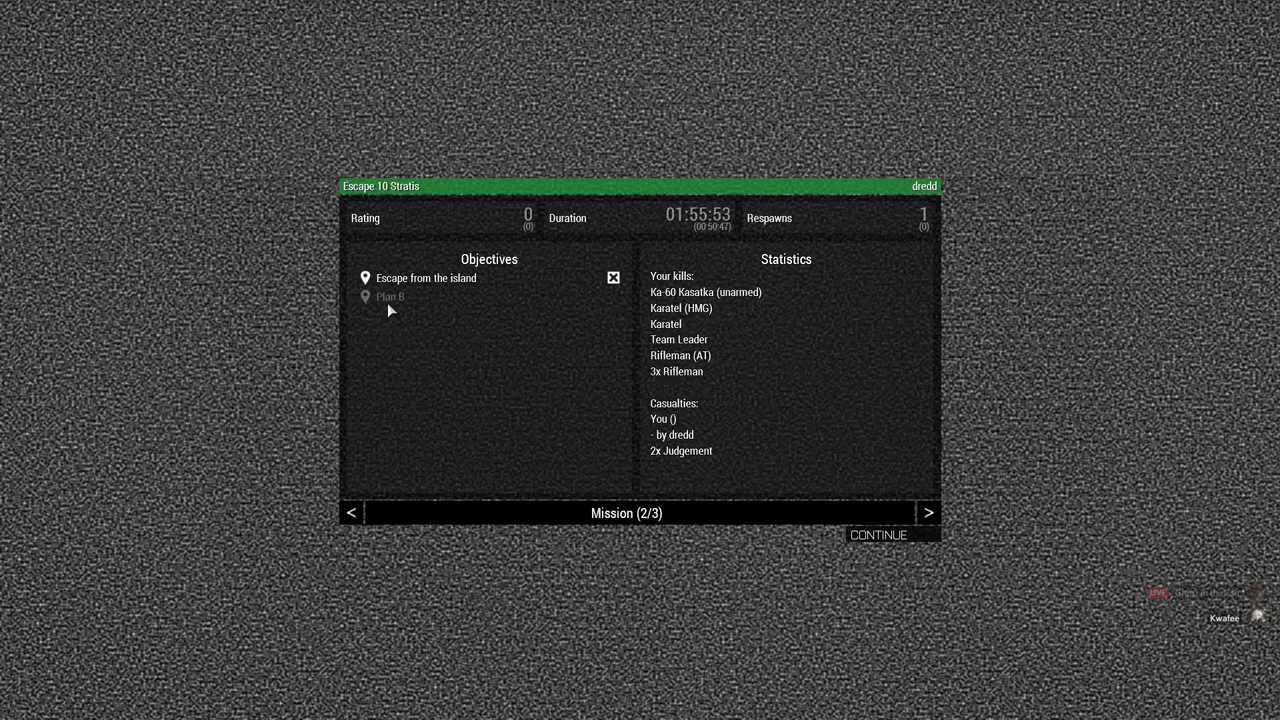 Escape 10 Stratis
dredd
Rating
0
(0)
Duration
01:55:53
(00:50:47)
Respawns
1
(0)
Objectives
Escape from the island
Plan B
Statistics
Your kills:
Ka-60 Kasatka (unarmed)
Karatel (HMG)
Karatel
Team Leader
Rifleman (AT)
3x Rifleman
Casualties:
You ()
- by dredd
2x Judgement
<
Mission (2/3)
>
CONTINUE
LIVE
Kwafee